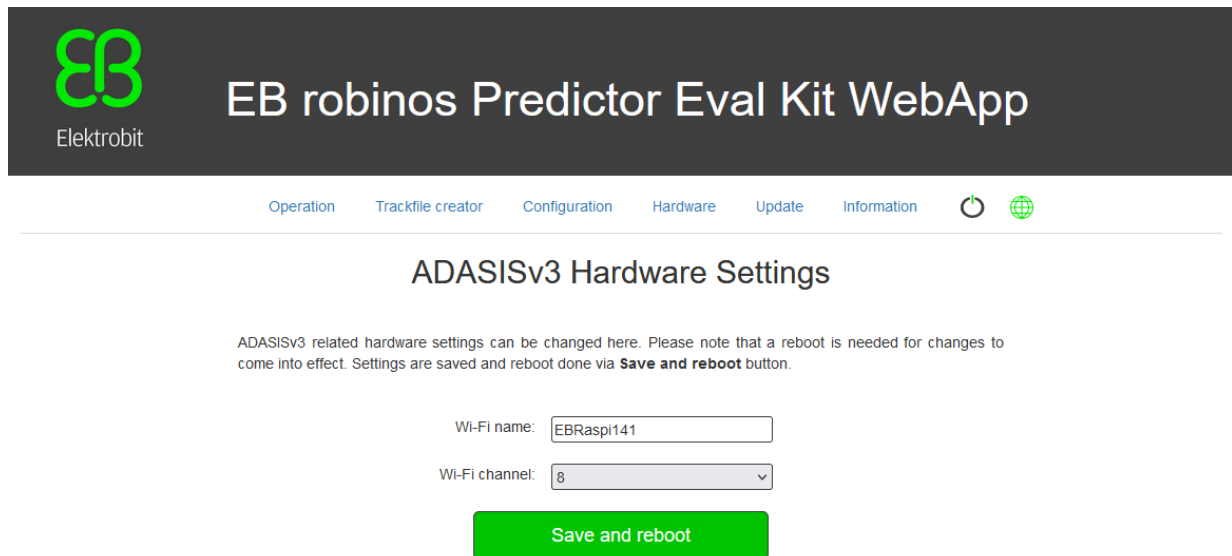 Elektrobit
EB robinos Predictor Eval Kit WebApp
Operation Trackfile creator Configuration Hardware Update Information
ADASISv3 Hardware Settings
ADASISv3 related hardware settings can be changed here. Please note that a reboot is needed for changes to
come into effect. Settings are saved and reboot done via Save and reboot button.
Wi-Fi name: EBRaspi141
Wi-Fi channel: 8
Save and reboot